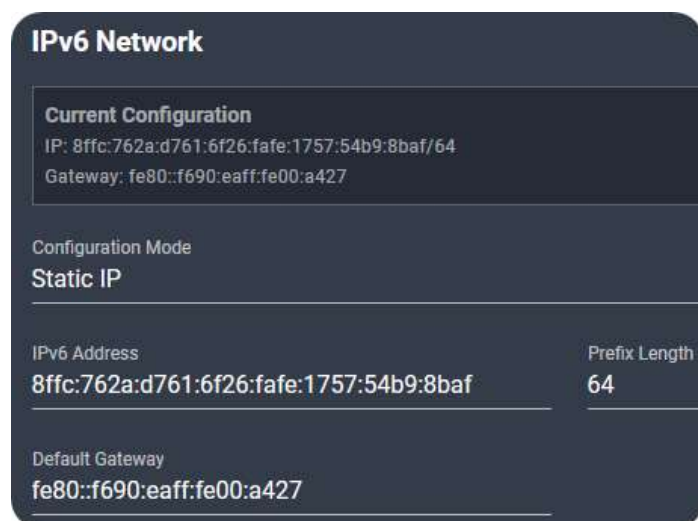 IPv6 Network
Current Configuration
IP: 8ffc:762a:d761:6f26:fafe:1757:54b9:8baf/64
Gateway: fe80::f690:eaff:fe00:a427
Configuration Mode
Static IP
IPv6 Address
Prefix Length
8ffc:762a:d761:6f26:fafe:1757:54b9:8baf
64
Default Gateway
fe80::f690:eaff:fe00:a427